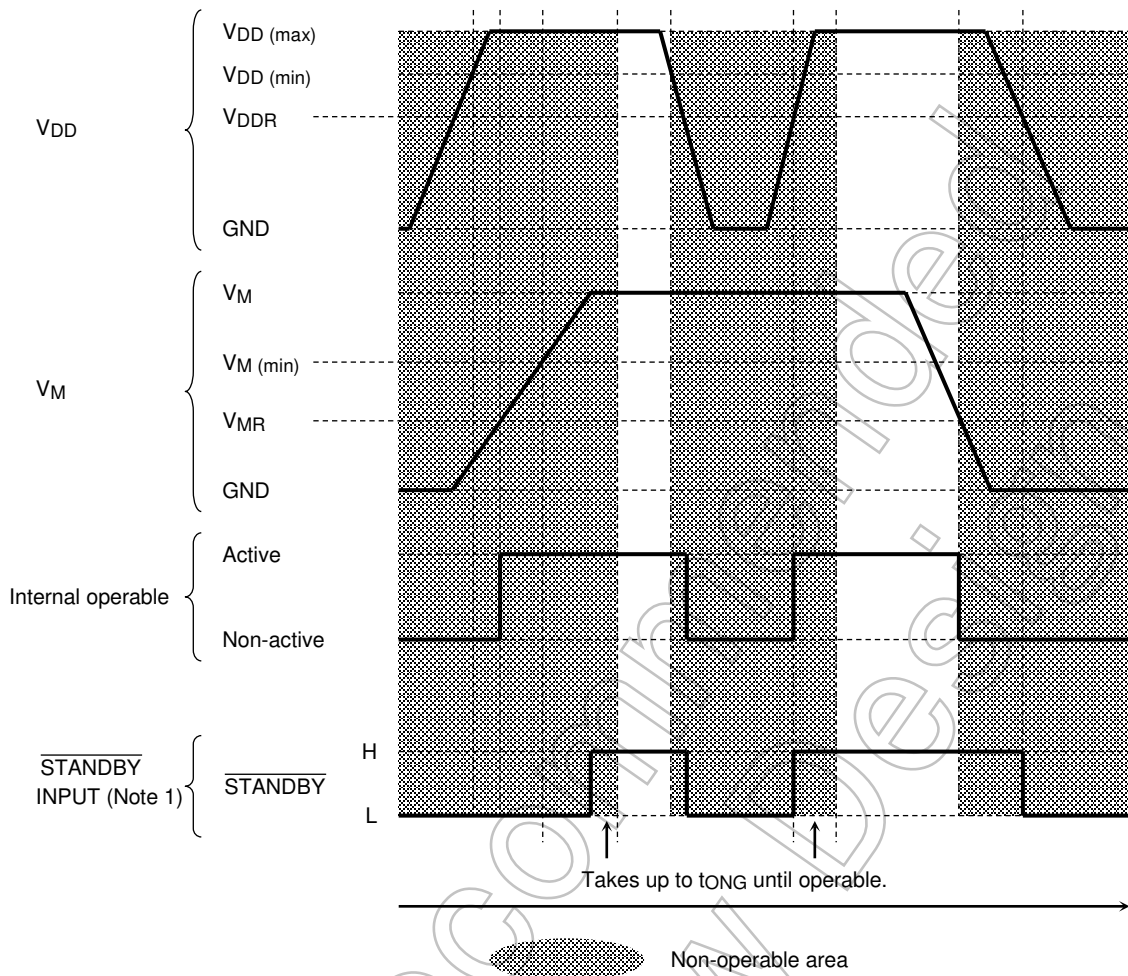 VDD
VDD (max)
VDD (min)
VDDR
GND
VM
VM
VM (min)
VMR
GND
Internal operable
Active
Non-active
STANDBY
INPUT (Note 1)
STANDBY
H
L
Takes up to tONG until operable.
Non-operable area